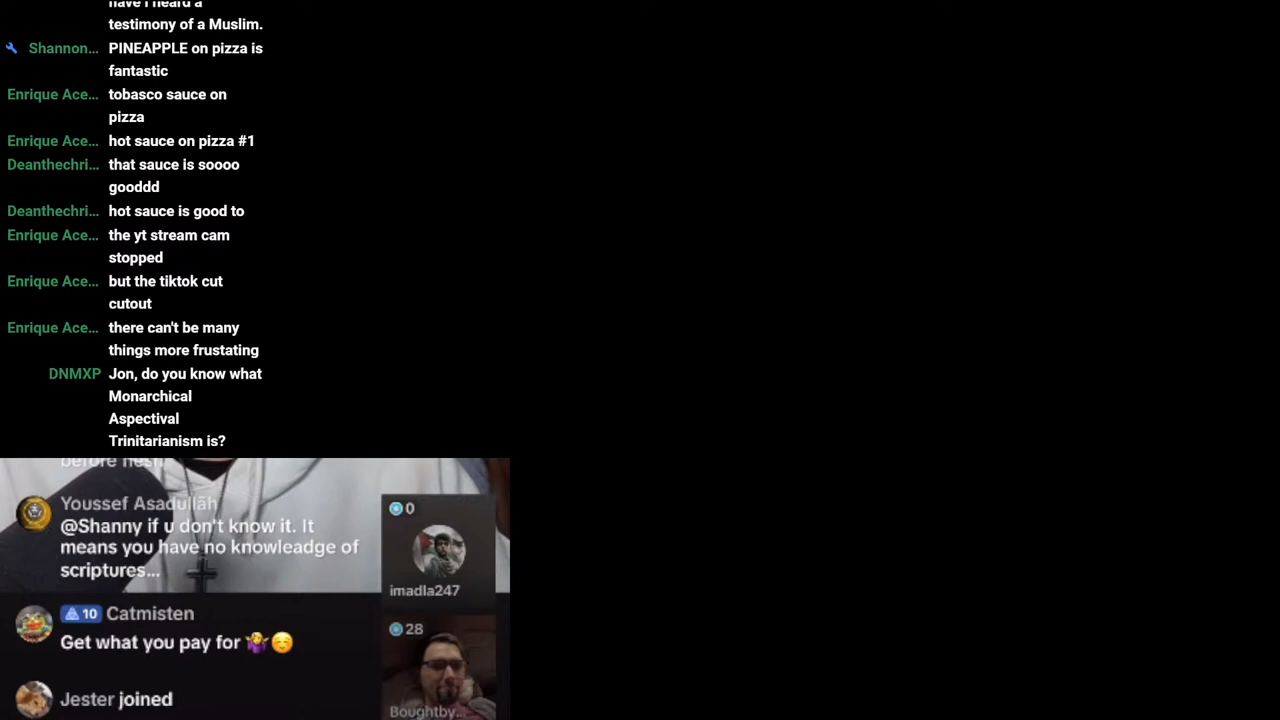 have I heard a
testimony of a Muslim.
Shannon... PINEAPPLE on pizza is
fantastic
Enrique Ace... tobasco sauce on
pizza
Enrique Ace... hot sauce on pizza #1
Deanthechri... that sauce is soooo
gooddd
Deanthechri... hot sauce is good to
Enrique Ace... the yt stream cam
stopped
Enrique Ace... but the tiktok cut
cutout
Enrique Ace... there can't be many
things more frustating
DNMXP Jon, do you know what
Monarchical
Aspectival
Trinitarianism is?
before flesh
Youssef Asadullāh
@Shanny if u don't know it. It
means you have no knowleadge of
scriptures...
0
imadla247
10 Catmisten
Get what you pay for 🤷‍♀️☺️
28
Jester joined
Boughtby...